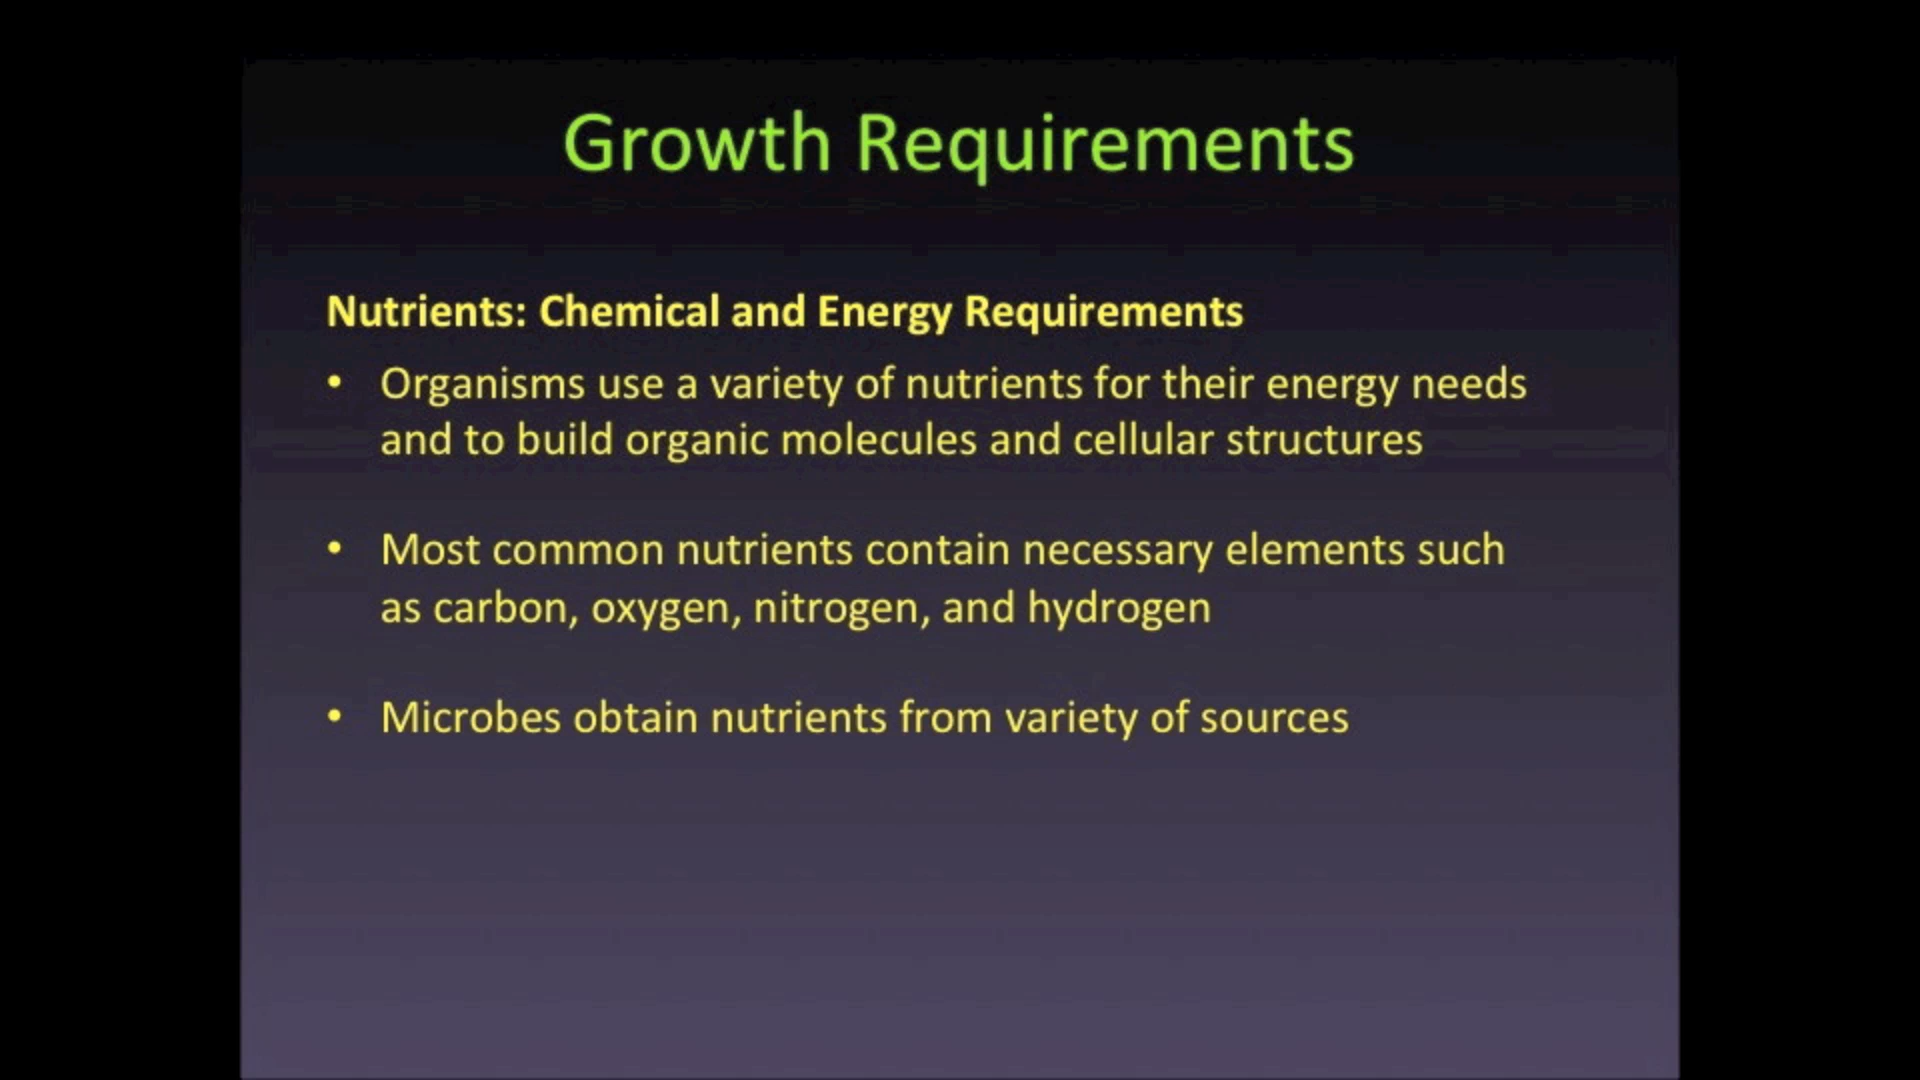 Growth Requirements
Nutrients: Chemical and Energy Requirements
• Organisms use a variety of nutrients for their energy needs
and to build organic molecules and cellular structures
• Most common nutrients contain necessary elements such
as carbon, oxygen, nitrogen, and hydrogen
• Microbes obtain nutrients from variety of sources